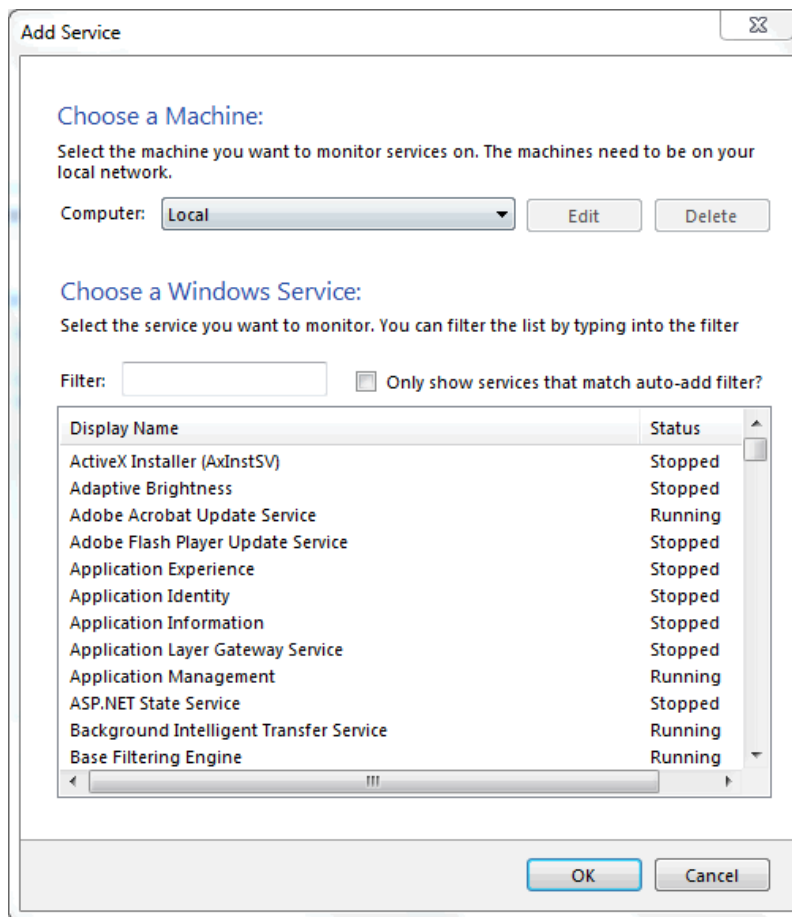 Add Service
Choose a Machine:
Select the machine you want to monitor services on. The machines need to be on your
local network.
Computer: Local Edit Delete
Choose a Windows Service:
Select the service you want to monitor. You can filter the list by typing into the filter
Filter: Only show services that match auto-add filter?
Display Name Status
ActiveX Installer (AxInstSV) Stopped
Adaptive Brightness Stopped
Adobe Acrobat Update Service Running
Adobe Flash Player Update Service Stopped
Application Experience Stopped
Application Identity Stopped
Application Information Stopped
Application Layer Gateway Service Stopped
Application Management Running
ASP.NET State Service Stopped
Background Intelligent Transfer Service Running
Base Filtering Engine Running
OK Cancel